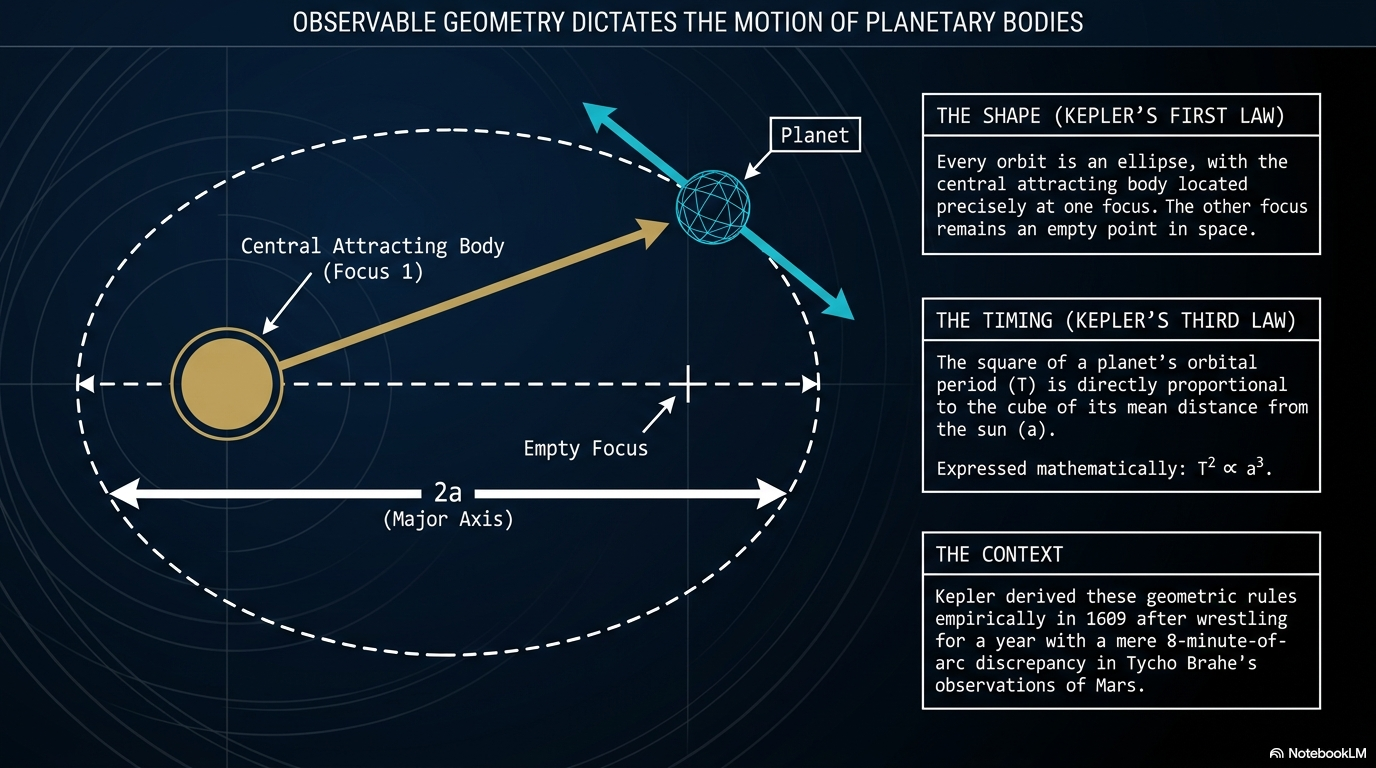 OBSERVABLE GEOMETRY DICTATES THE MOTION OF PLANETARY BODIES
Planet
Central Attracting Body
(Focus 1)
Empty Focus
2a
(Major Axis)
THE SHAPE (KEPLER’S FIRST LAW)
Every orbit is an ellipse, with the
central attracting body located
precisely at one focus. The other focus
remains an empty point in space.
THE TIMING (KEPLER’S THIRD LAW)
The square of a planet’s orbital
period (T) is directly proportional
to the cube of its mean distance from
the sun (a).
Expressed mathematically: T² ∝ a³.
THE CONTEXT
Kepler derived these geometric rules
empirically in 1609 after wrestling
for a year with a mere 8-minute-of-
arc discrepancy in Tycho Brahe’s
observations of Mars.
NotebookLM